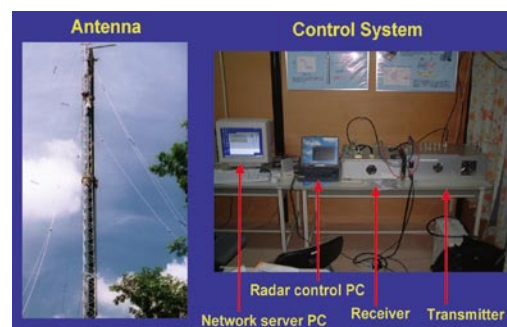 Antenna
Control System
Radar control PC
Network server PC
Receiver
Transmitter